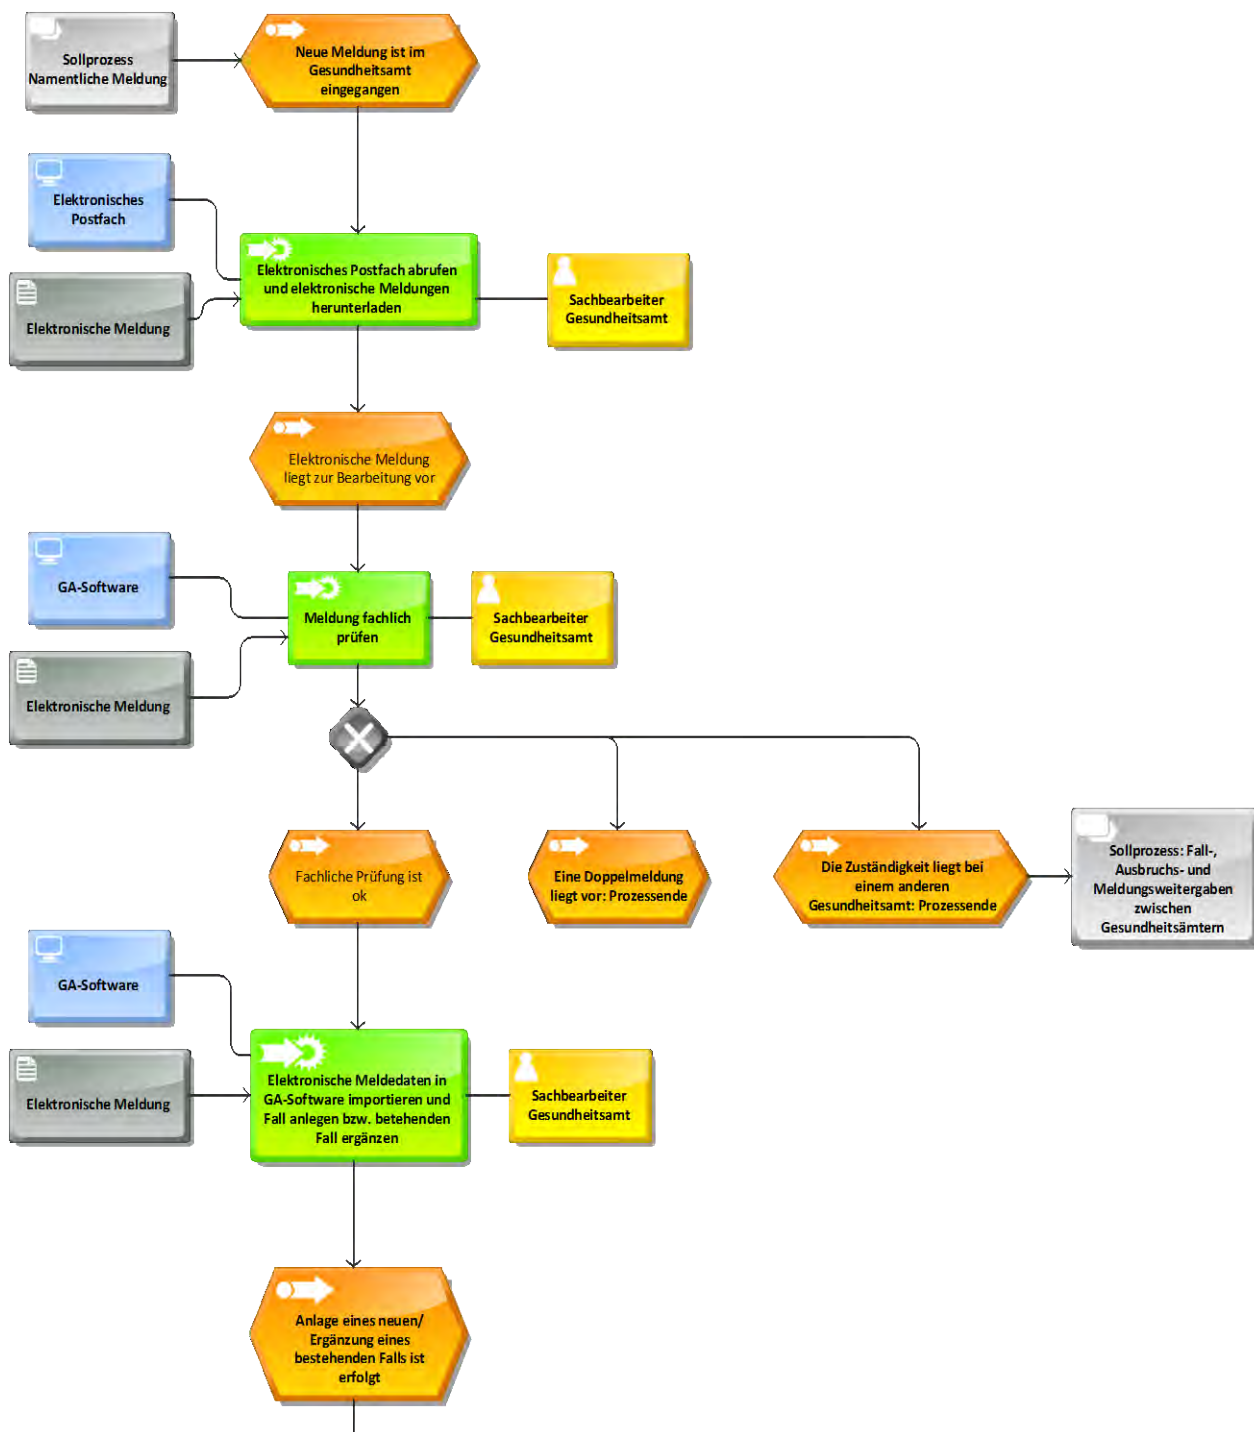 Sollprozess
Namentliche Meldung
Neue Meldung ist im
Gesundheitsamt
eingegangen
Elektronisches
Postfach
Elektronische Meldung
Elektronisches Postfach abrufen
und elektronische Meldungen
herunterladen
Sachbearbeiter
Gesundheitsamt
Elektronische Meldung
liegt zur Bearbeitung vor
GA-Software
Elektronische Meldung
Meldung fachlich
prüfen
Sachbearbeiter
Gesundheitsamt
Fachliche Prüfung ist
ok
Eine Doppelmeldung
liegt vor: Prozessende
Die Zuständigkeit liegt bei
einem anderen
Gesundheitsamt: Prozessende
Sollprozess: Fall-,
Ausbruchs- und
Meldungsweitergaben
zwischen
Gesundheitsämtern
GA-Software
Elektronische Meldung
Elektronische Meldedaten in
GA-Software importieren und
Fall anlegen bzw. betehenden
Fall ergänzen
Sachbearbeiter
Gesundheitsamt
Anlage eines neuen/
Ergänzung eines
bestehenden Falls ist
erfolgt